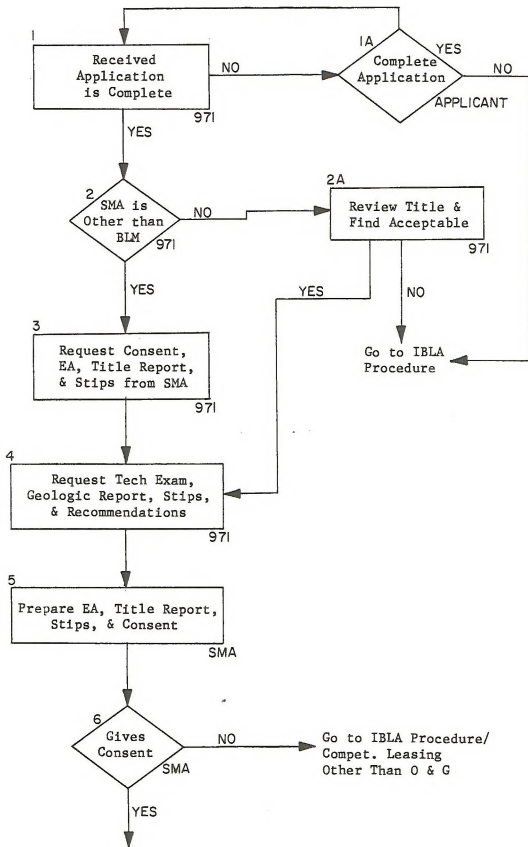 1
Received
Application
is Complete
971
NO
1A
Complete
Application
YES
NO
APPLICANT
YES
2
SMA is
Other than
BLM
971
NO
2A
Review Title &
Find Acceptable
971
YES
NO
Go to IBLA
Procedure
YES
3
Request Consent,
EA, Title Report,
& Stips from SMA
971
4
Request Tech Exam,
Geologic Report, Stips,
& Recommendations
971
5
Prepare EA, Title Report,
Stips, & Consent
SMA
6
Gives
Consent
SMA
NO
Go to IBLA Procedure/
Compet. Leasing
Other Than O & G
YES